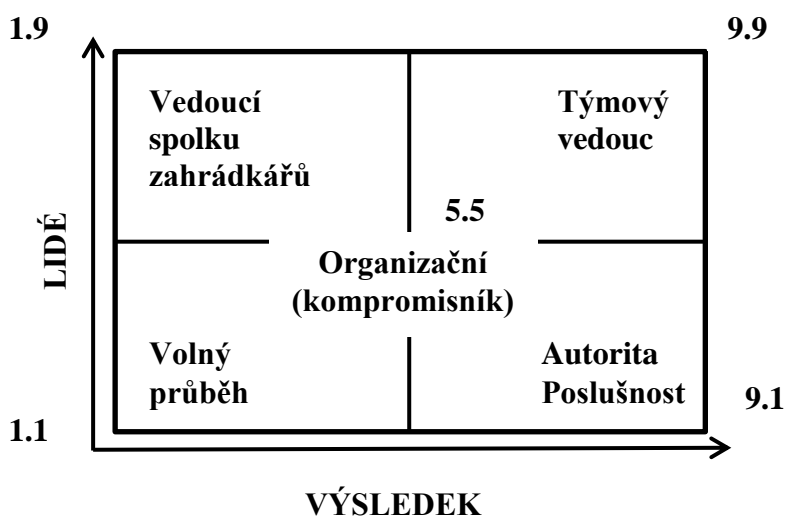 1.9
9.9
Vedoucí
spolku
zahrádkářů
Týmový
vedouc
5.5
LIDÉ
Organizační
(kompromisník)
Volný
průběh
Autorita
Poslušnost
9.1
1.1
VÝSLEDEK